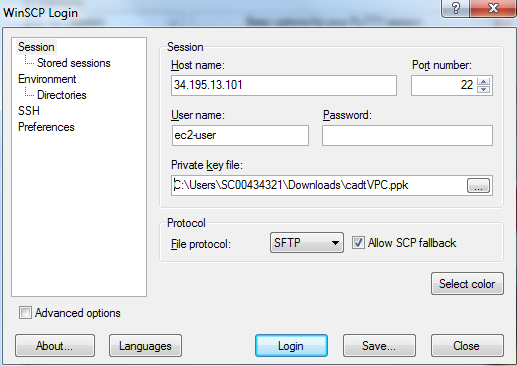 WinSCP Login
?
X
Session
Stored sessions
Environment
Directories
SSH
Preferences
Session
Host name:
Port number:
34.195.13.101
22
User name:
Password:
ec2-user
Private key file:
C:\Users\SC00434321\Downloads\cadtVPC.ppk
...
Protocol
File protocol:
SFTP
Allow SCP fallback
Select color
Advanced options
About...
Languages
Login
Save...
Close